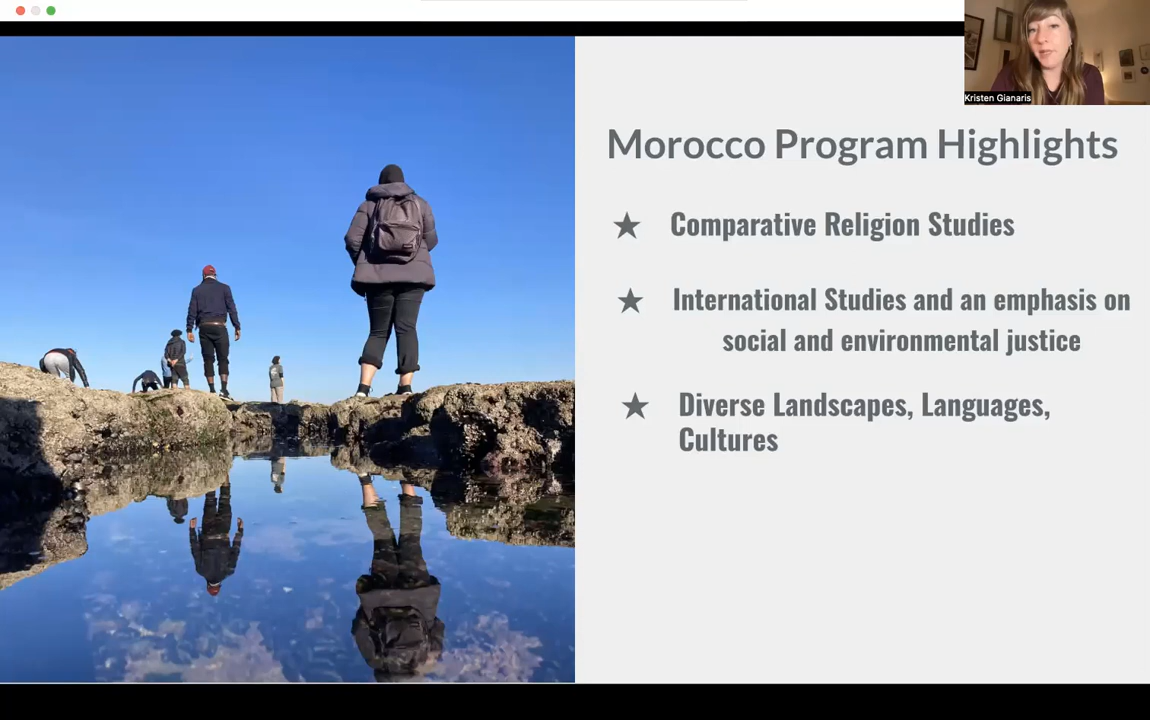 Kristen Gianaris
Morocco Program Highlights
★ Comparative Religion Studies
★ International Studies and an emphasis on
social and environmental justice
★ Diverse Landscapes, Languages,
Cultures